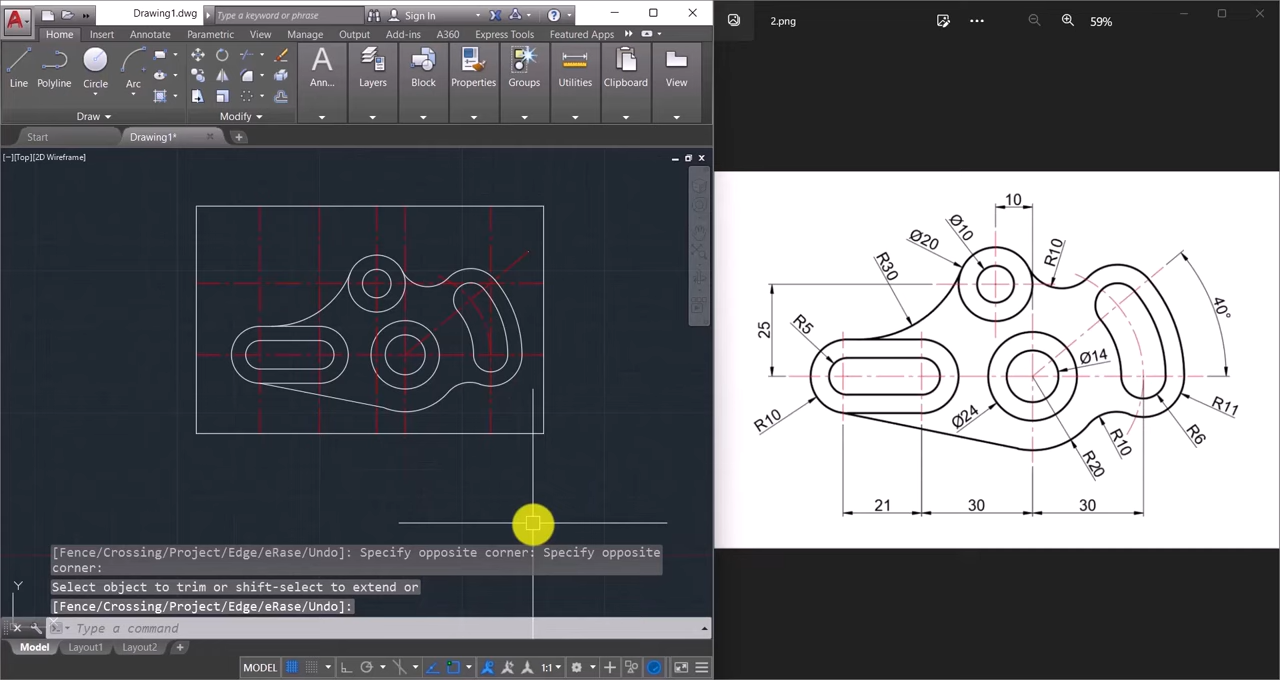 Drawing1.dwg
Type a keyword or phrase
Sign In
2.png
59%
Home Insert Annotate Parametric View Manage Output Add-ins A360 Express Tools Featured Apps
Line Polyline Circle Arc Ann... Layers Block Properties Groups Utilities Clipboard View
Draw Modify
Start Drawing1*
[−][Top][2D Wireframe]
10
Ø10
Ø20
R10
R30
40°
25
R5
Ø14
R10
Ø24
R11
R6
R10
R20
21 30 30
[Fence/Crossing/Project/Edge/eRase/Undo]: Specify opposite corner: Specify opposite
corner:
Select object to trim or shift-select to extend or
[Fence/Crossing/Project/Edge/eRase/Undo]:
Y
Type a command
Model Layout1 Layout2
MODEL 1:1